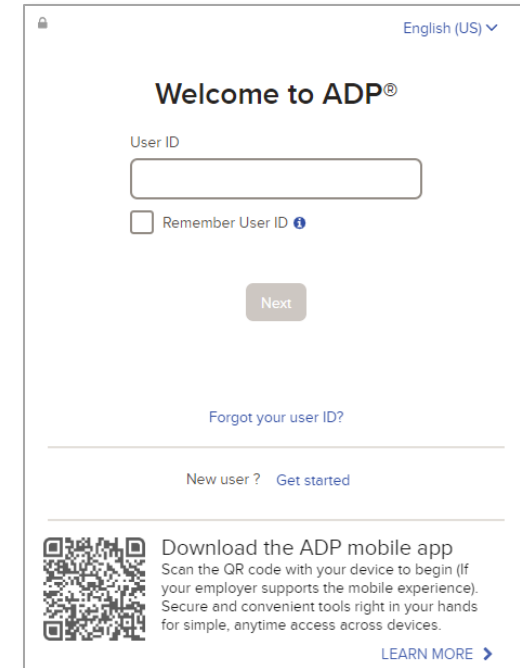 English (US)
Welcome to ADP®
User ID
Remember User ID
Next
Forgot your user ID?
New user ? Get started
Download the ADP mobile app
Scan the QR code with your device to begin (If
your employer supports the mobile experience).
Secure and convenient tools right in your hands
for simple, anytime access across devices.
LEARN MORE